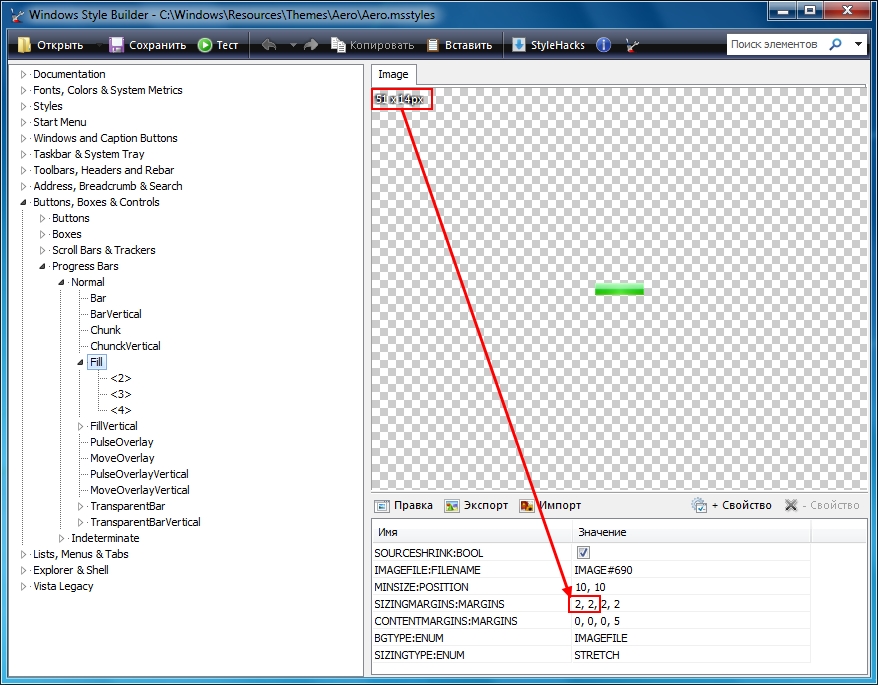 Windows Style Builder - C:\Windows\Resources\Themes\Aero\Aero.msstyles
Открыть Сохранить Тест Копировать Вставить StyleHacks Поиск элементов
Documentation
Fonts, Colors & System Metrics
Styles
Start Menu
Windows and Caption Buttons
Taskbar & System Tray
Toolbars, Headers and Rebar
Address, Breadcrumb & Search
Buttons, Boxes & Controls
Buttons
Boxes
Scroll Bars & Trackers
Progress Bars
Normal
Bar
BarVertical
Chunk
ChunckVertical
Fill
<2>
<3>
<4>
FillVertical
PulseOverlay
MoveOverlay
PulseOverlayVertical
MoveOverlayVertical
TransparentBar
TransparentBarVertical
Indeterminate
Lists, Menus & Tabs
Explorer & Shell
Vista Legacy
Image
51 x 14px
Правка Экспорт Импорт + Свойство - Свойство
Имя Значение
SOURCESHRINK:BOOL
IMAGEFILE:FILENAME IMAGE#690
MINSIZE:POSITION 10, 10
SIZINGMARGINS:MARGINS 2, 2, 2, 2
CONTENTMARGINS:MARGINS 0, 0, 0, 5
BGTYPE:ENUM IMAGEFILE
SIZINGTYPE:ENUM STRETCH